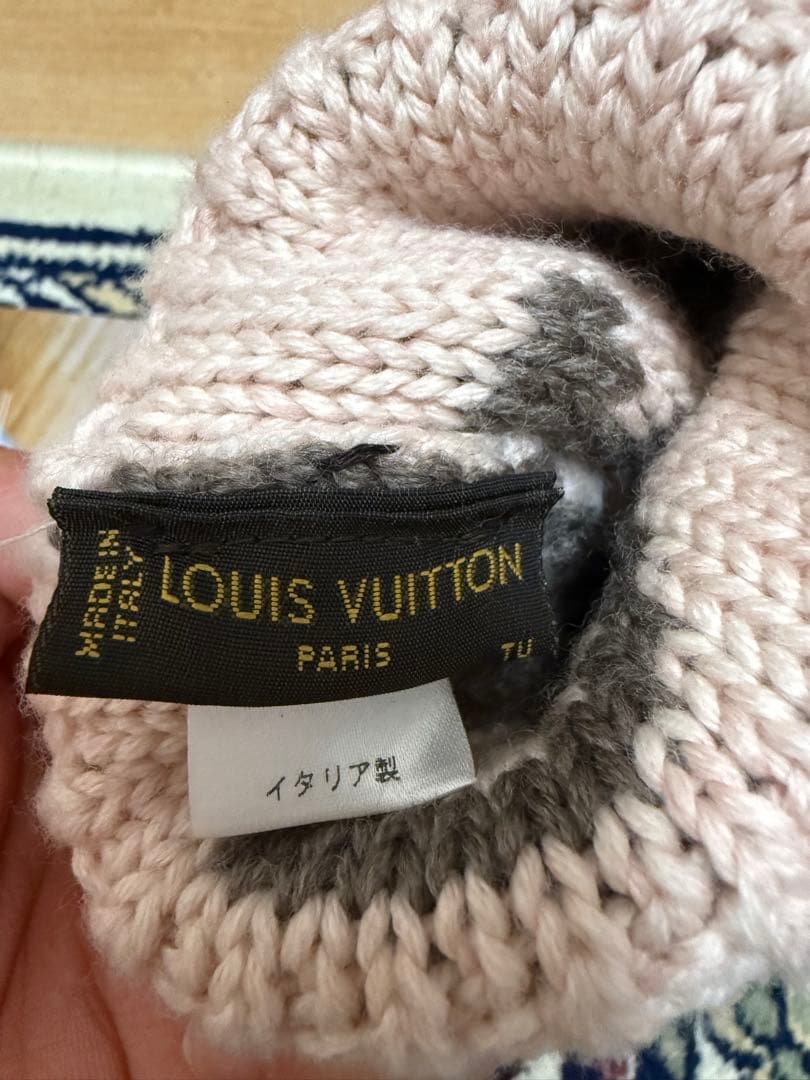 MADE IN
ITALY
LOUIS VUITTON
PARIS
TU
イタリア製